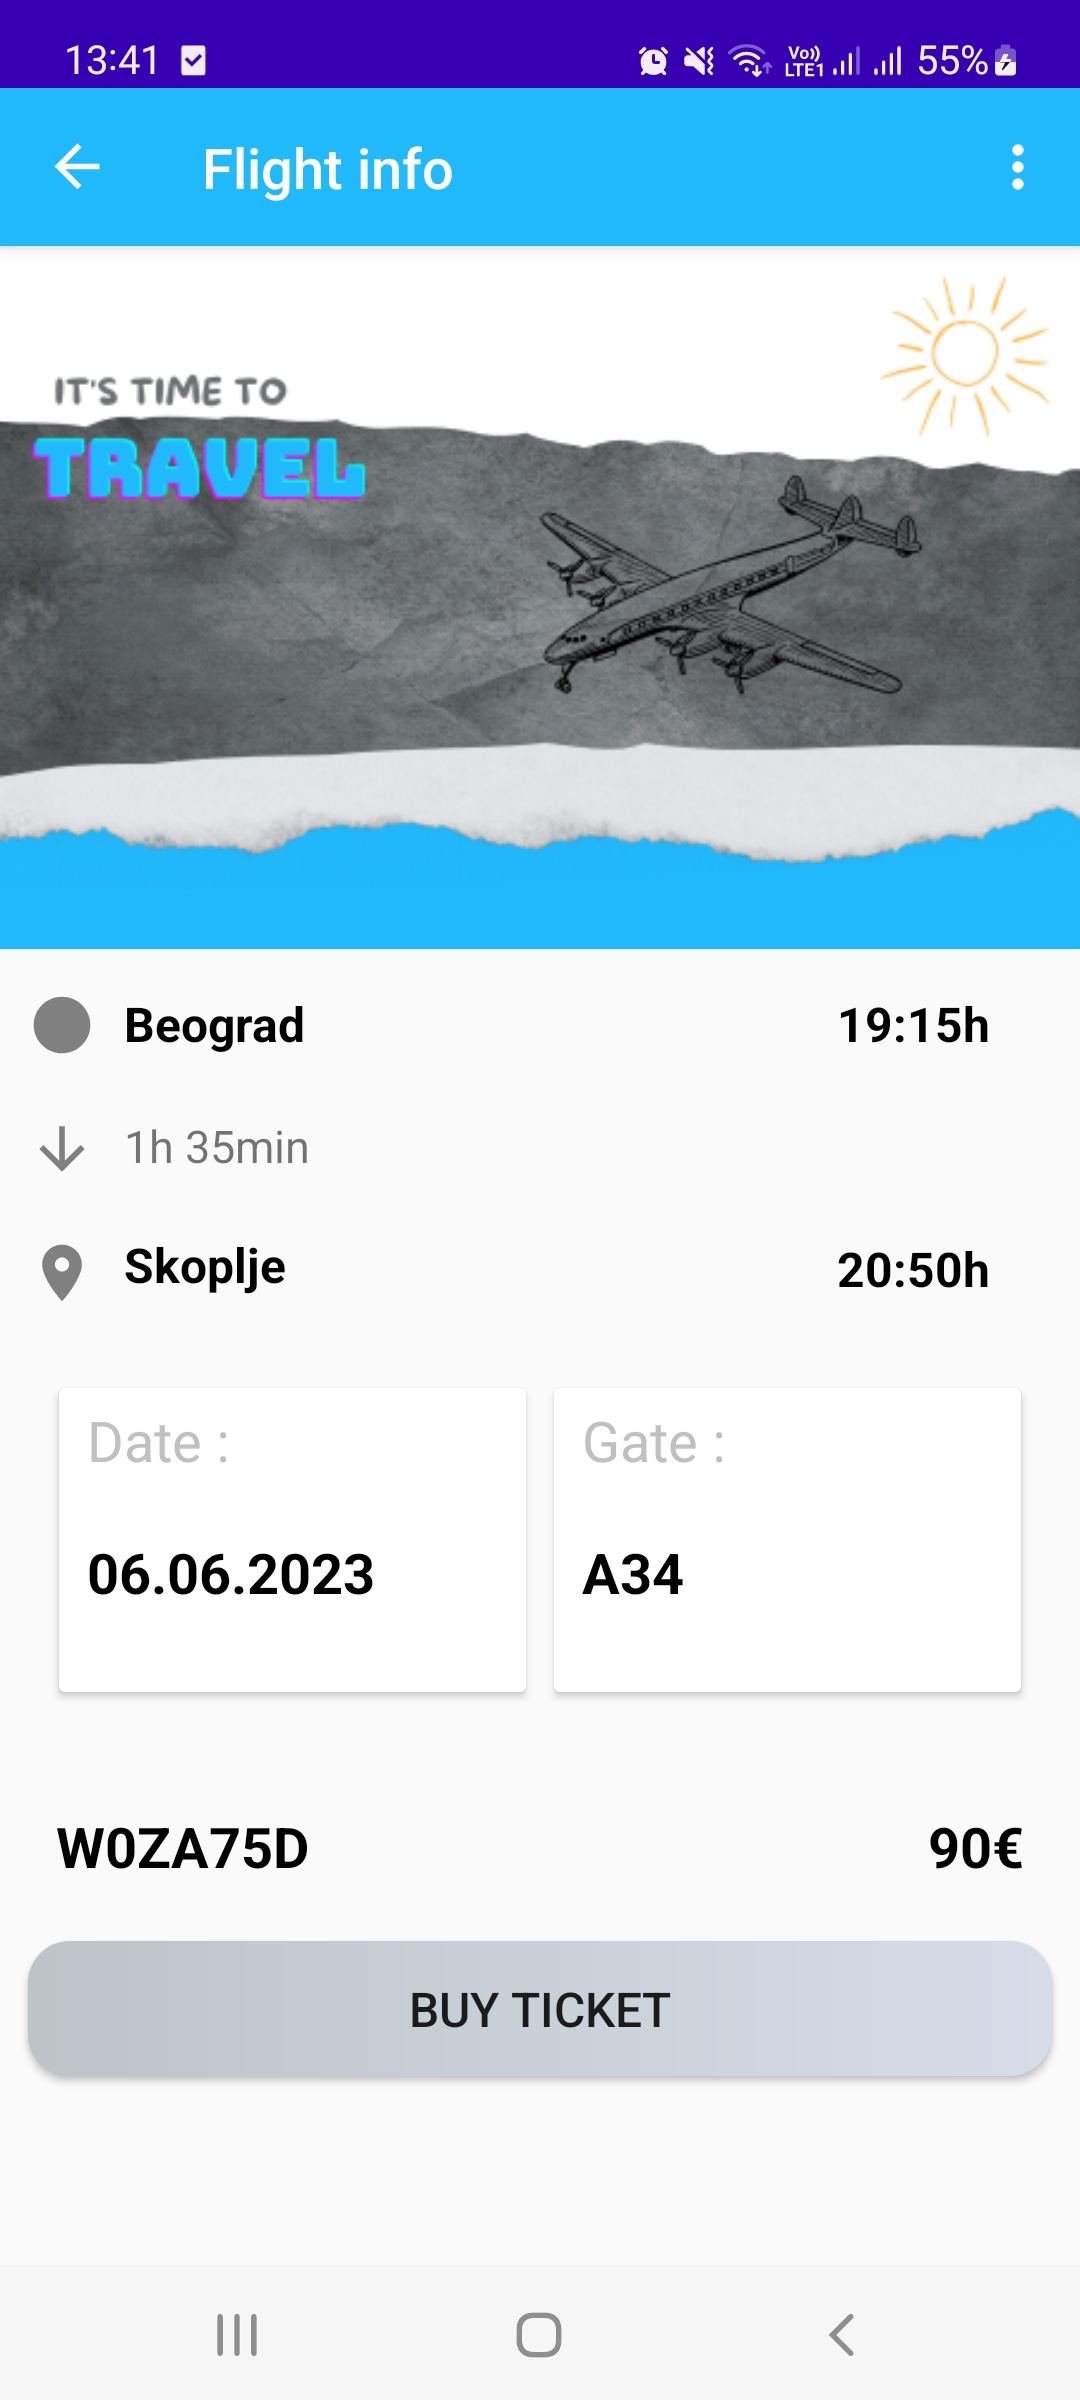 13:41
Vo)) LTE1 55%
Flight info
IT'S TIME TO
TRAVEL
Beograd 19:15h
1h 35min
Skoplje 20:50h
Date : Gate :
06.06.2023 A34
W0ZA75D 90€
BUY TICKET